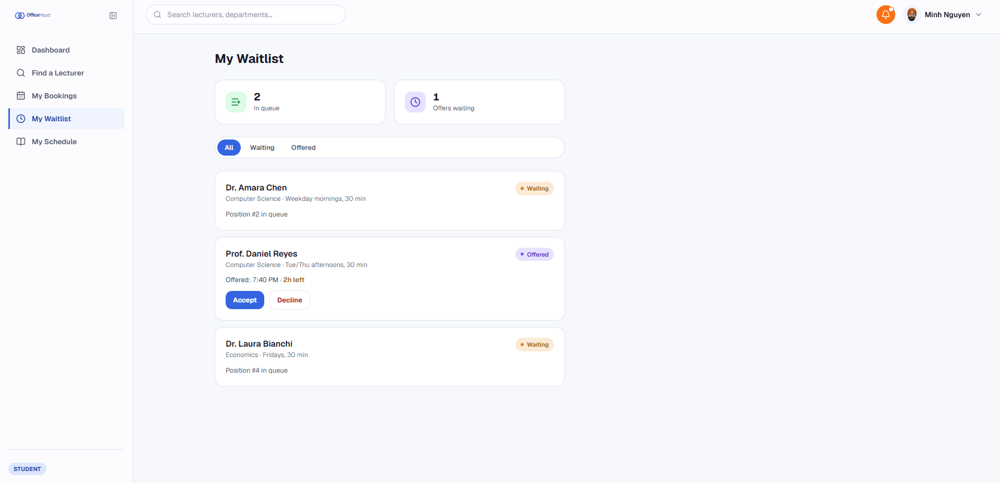 OfficeHours
Search lecturers, departments...
Minh Nguyen
Dashboard
Find a Lecturer
My Bookings
My Waitlist
My Schedule
STUDENT
My Waitlist
2
In queue
1
Offers waiting
All
Waiting
Offered
Dr. Amara Chen
Waiting
Computer Science · Weekday mornings, 30 min
Position #2 in queue
Prof. Daniel Reyes
Offered
Computer Science · Tue/Thu afternoons, 30 min
Offered: 7:40 PM · 2h left
Accept
Decline
Dr. Laura Bianchi
Waiting
Economics · Fridays, 30 min
Position #4 in queue